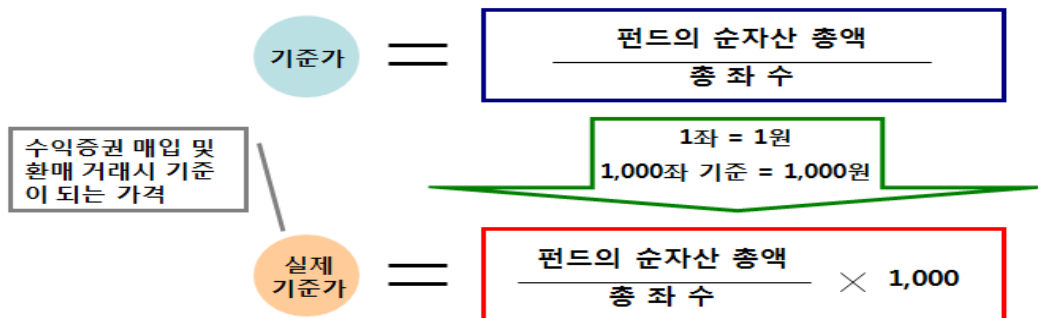 기준가
펀드의 순자산 총액
총 좌 수
수익증권 매입 및
환매 거래시 기준
이 되는 가격
1좌 = 1원
1,000좌 기준 = 1,000원
실제
기준가
펀드의 순자산 총액
총 좌 수
× 1,000